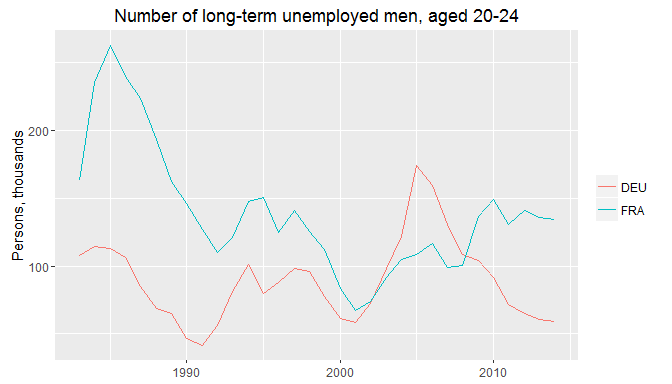 Number of long-term unemployed men, aged 20-24
Persons, thousands
200
100
1990
2000
2010
DEU
FRA